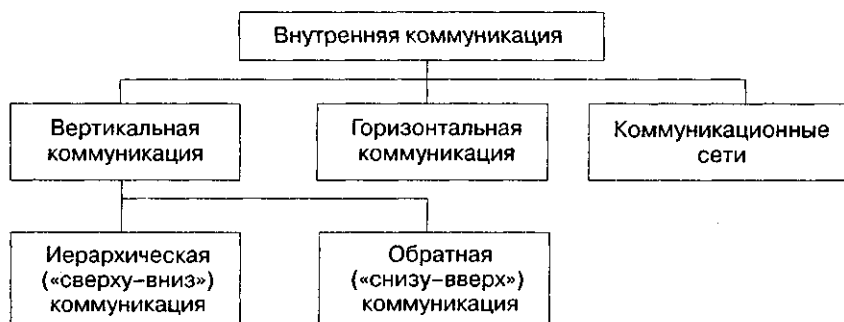 Внутренняя коммуникация
Вертикальная
коммуникация
Горизонтальная
коммуникация
Коммуникационные
сети
Иерархическая
(«сверху–вниз»)
коммуникация
Обратная
(«снизу–вверх»)
коммуникация